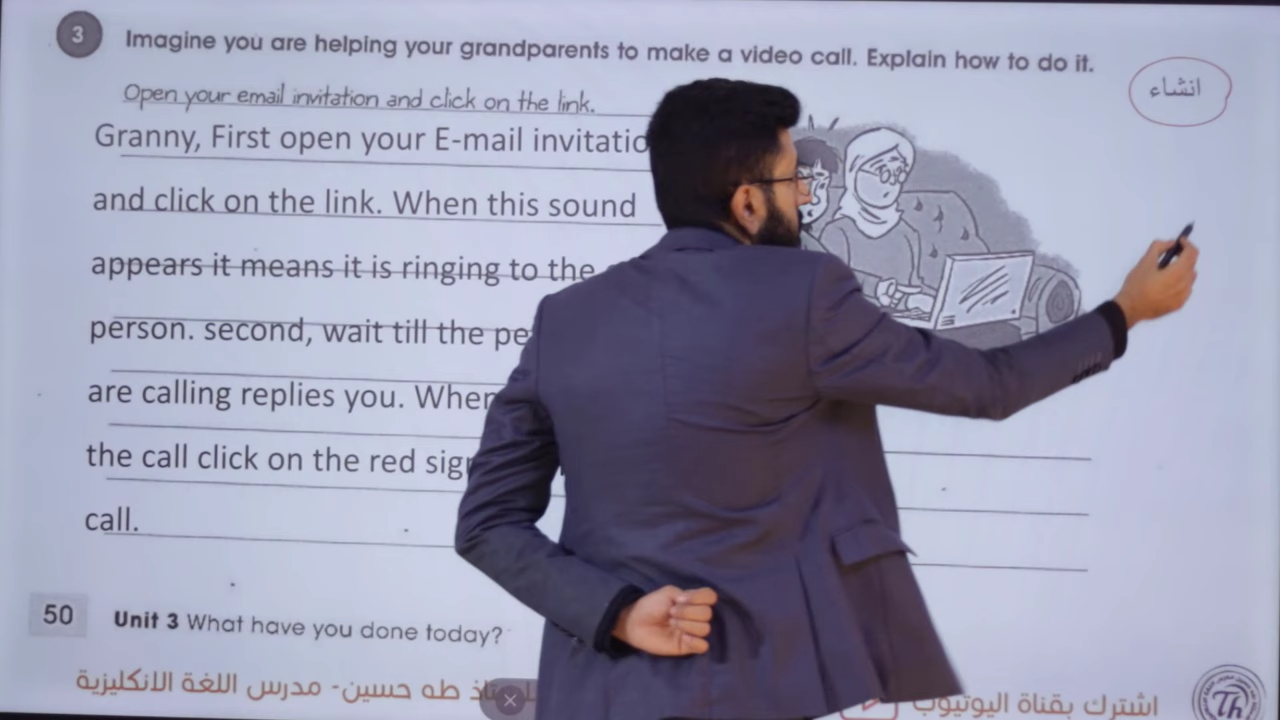 3 Imagine you are helping your grandparents to make a video call. Explain how to do it.
انشاء
Open your email invitation and click on the link.
Granny, First open your E-mail invitatio
and click on the link. When this sound
appears it means it is ringing to the
person. second, wait till the pe
are calling replies you. When
the call click on the red sig
call.
50 Unit 3 What have you done today?
طه حسين- مدرس اللغة الانكليزية
اشترك بقناة اليوتيوب
Th